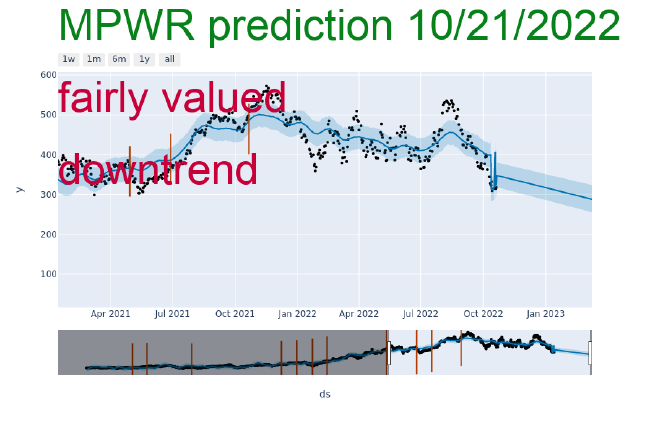 MPWR prediction 10/21/2022
1w 1m 6m 1y all
600
fairly valued
500
400
downtrend
300
y
200
100
Apr 2021 Jul 2021 Oct 2021 Jan 2022 Apr 2022 Jul 2022 Oct 2022 Jan 2023
ds